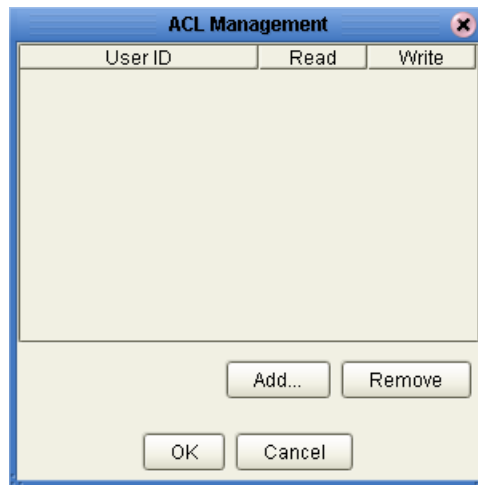 ACL Management
User ID Read Write
Add... Remove
OK Cancel